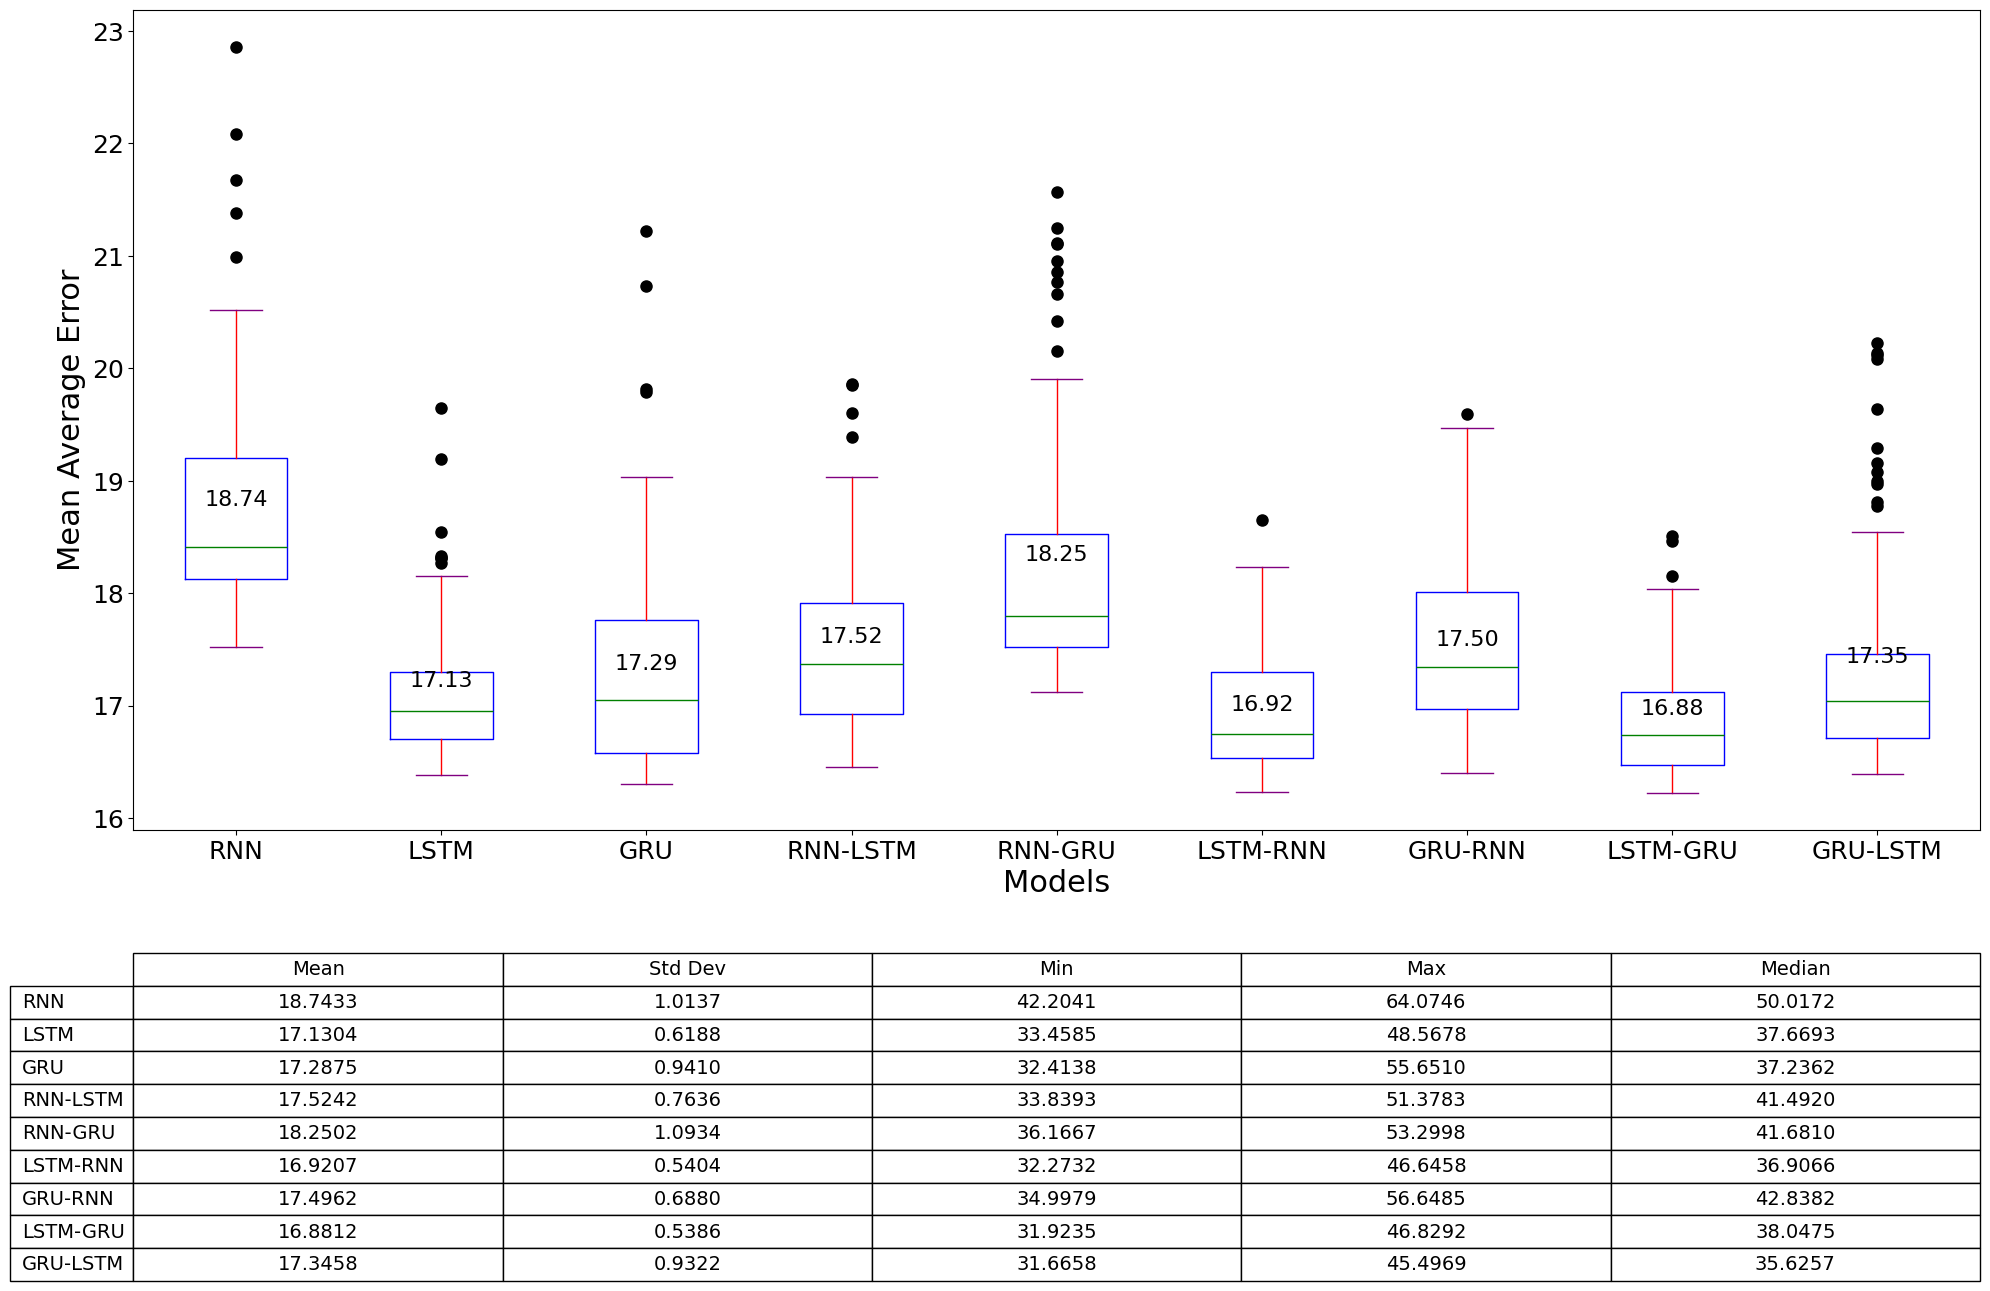 23
22
21
20
19
18
17
16
Mean Average Error
18.74
17.13
17.29
17.52
18.25
16.92
17.50
16.88
17.35
RNN LSTM GRU RNN-LSTM RNN-GRU LSTM-RNN GRU-RNN LSTM-GRU GRU-LSTM
Models
Mean Std Dev Min Max Median
RNN 18.7433 1.0137 42.2041 64.0746 50.0172
LSTM 17.1304 0.6188 33.4585 48.5678 37.6693
GRU 17.2875 0.9410 32.4138 55.6510 37.2362
RNN-LSTM 17.5242 0.7636 33.8393 51.3783 41.4920
RNN-GRU 18.2502 1.0934 36.1667 53.2998 41.6810
LSTM-RNN 16.9207 0.5404 32.2732 46.6458 36.9066
GRU-RNN 17.4962 0.6880 34.9979 56.6485 42.8382
LSTM-GRU 16.8812 0.5386 31.9235 46.8292 38.0475
GRU-LSTM 17.3458 0.9322 31.6658 45.4969 35.6257